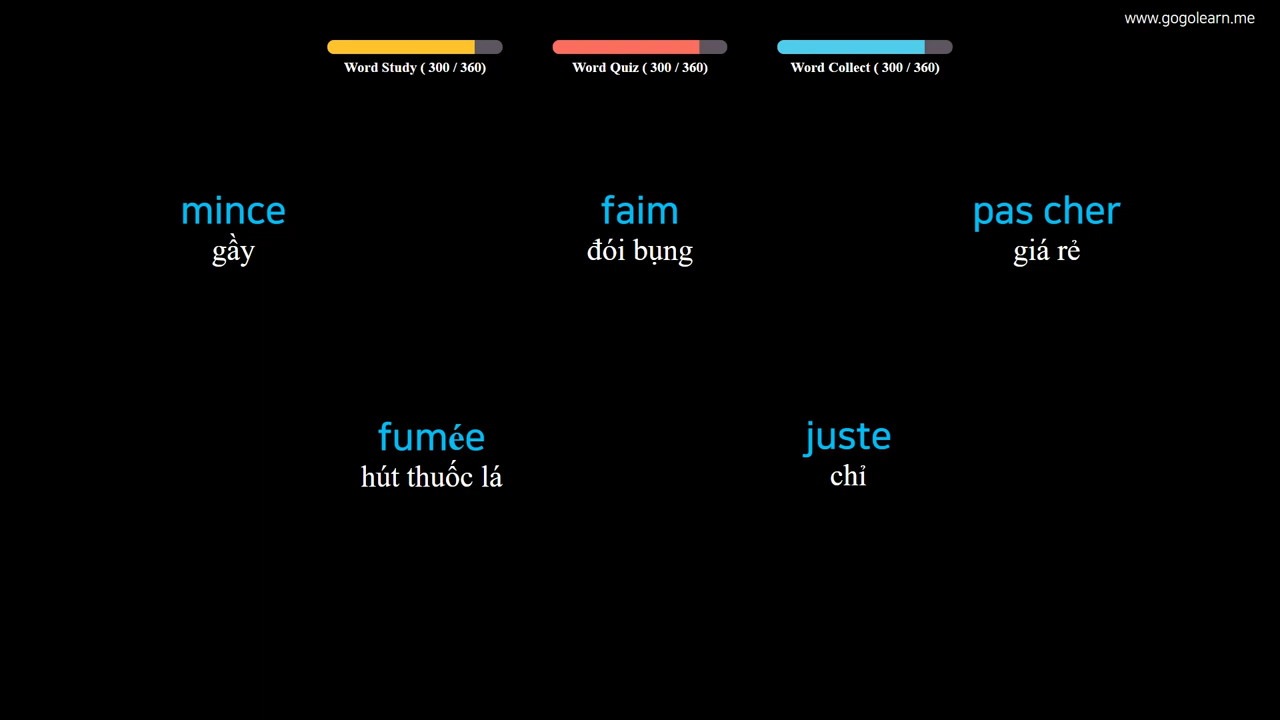 www.gogolearn.me
Word Study ( 300 / 360)
Word Quiz ( 300 / 360)
Word Collect ( 300 / 360)
mince
gầy
faim
đói bụng
pas cher
giá rẻ
fumée
hút thuốc lá
juste
chỉ